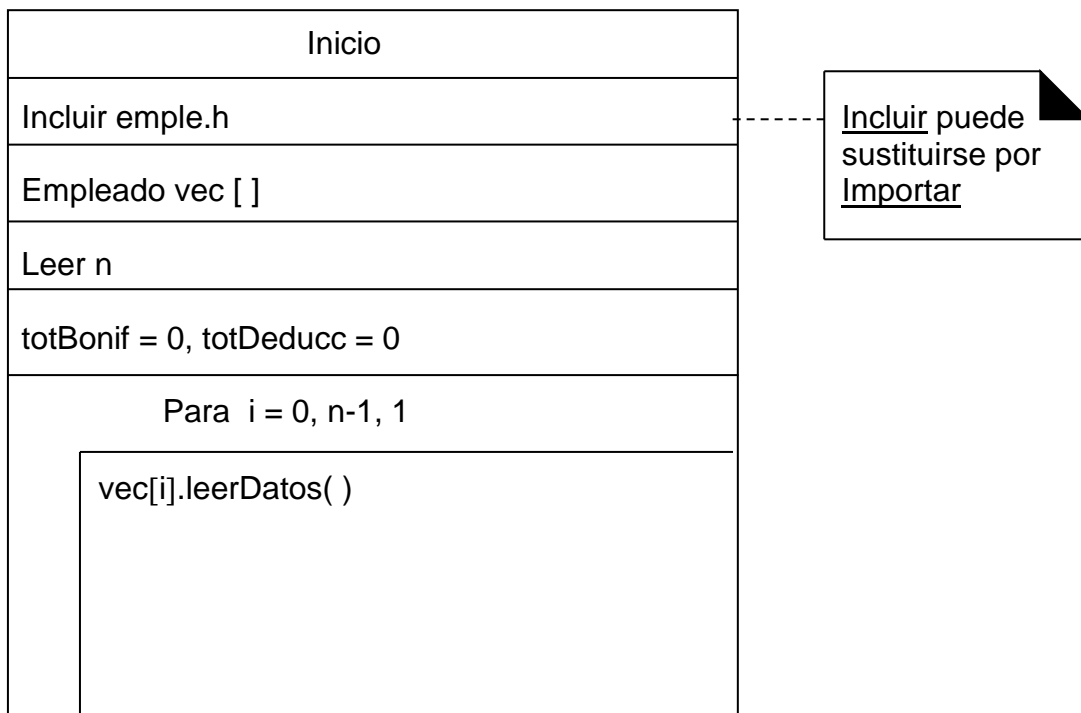 Inicio
Incluir emple.h
Empleado vec [ ]
Leer n
totBonif = 0, totDeducc = 0
Para  i = 0, n-1, 1
vec[i].leerDatos( )
Incluir puede
sustituirse por
Importar